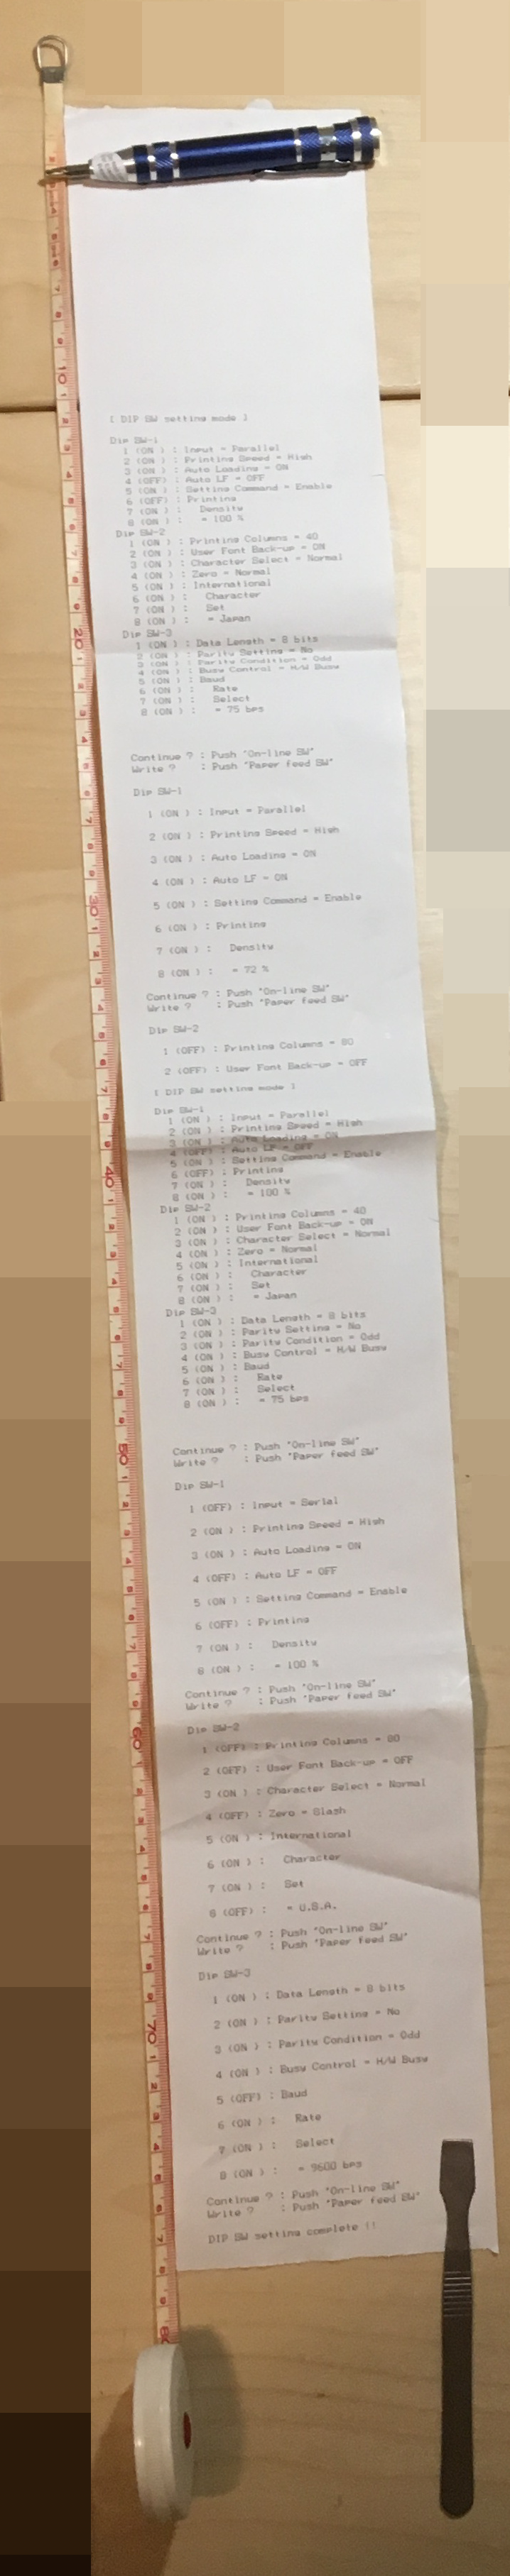 [ DIP SW setting mode ]
Dip SW-1
1 (ON ) : Input = Parallel
2 (ON ) : Printing Speed = High
3 (ON ) : Auto Loading = ON
4 (OFF) : Auto LF = OFF
5 (ON ) : Setting Command = Enable
6 (OFF) : Printing
7 (ON ) : Density
8 (ON ) : = 100 %
Dip SW-2
1 (ON ) : Printing Columns = 40
2 (ON ) : User Font Back-up = ON
3 (ON ) : Character Select = Normal
4 (ON ) : Zero = Normal
5 (ON ) : International
6 (ON ) : Character
7 (ON ) : Set
8 (ON ) : = Japan
Dip SW-3
1 (ON ) : Data Length = 8 bits
2 (ON ) : Parity Setting = No
3 (ON ) : Parity Condition = Odd
4 (ON ) : Busy Control = H/W Busy
5 (ON ) : Baud
6 (ON ) : Rate
7 (ON ) : Select
8 (ON ) : = 75 bps
Continue ? : Push "On-line SW"
Write ? : Push "Paper feed SW"
Dip SW-1
1 (ON ) : Input = Parallel
2 (ON ) : Printing Speed = High
3 (ON ) : Auto Loading = ON
4 (ON ) : Auto LF = ON
5 (ON ) : Setting Command = Enable
6 (ON ) : Printing
7 (ON ) : Density
8 (ON ) : = 72 %
Continue ? : Push "On-line SW"
Write ? : Push "Paper feed SW"
Dip SW-2
1 (OFF) : Printing Columns = 80
2 (OFF) : User Font Back-up = OFF
[ DIP SW setting mode ]
Dip SW-1
1 (ON ) : Input = Parallel
2 (ON ) : Printing Speed = High
3 (ON ) : Auto Loading = ON
4 (OFF) : Auto LF = OFF
5 (ON ) : Setting Command = Enable
6 (OFF) : Printing
7 (ON ) : Density
8 (ON ) : = 100 %
Dip SW-2
1 (ON ) : Printing Columns = 40
2 (ON ) : User Font Back-up = ON
3 (ON ) : Character Select = Normal
4 (ON ) : Zero = Normal
5 (ON ) : International
6 (ON ) : Character
7 (ON ) : Set
8 (ON ) : = Japan
Dip SW-3
1 (ON ) : Data Length = 8 bits
2 (ON ) : Parity Setting = No
3 (ON ) : Parity Condition = Odd
4 (ON ) : Busy Control = H/W Busy
5 (ON ) : Baud
6 (ON ) : Rate
7 (ON ) : Select
8 (ON ) : = 75 bps
Continue ? : Push "On-line SW"
Write ? : Push "Paper feed SW"
Dip SW-1
1 (OFF) : Input = Serial
2 (ON ) : Printing Speed = High
3 (ON ) : Auto Loading = ON
4 (OFF) : Auto LF = OFF
5 (ON ) : Setting Command = Enable
6 (OFF) : Printing
7 (ON ) : Density
8 (ON ) : = 100 %
Continue ? : Push "On-line SW"
Write ? : Push "Paper feed SW"
Dip SW-2
1 (OFF) : Printing Columns = 80
2 (OFF) : User Font Back-up = OFF
3 (ON ) : Character Select = Normal
4 (OFF) : Zero = Slash
5 (ON ) : International
6 (ON ) : Character
7 (ON ) : Set
8 (OFF) : = U.S.A.
Continue ? : Push "On-line SW"
Write ? : Push "Paper feed SW"
Dip SW-3
1 (ON ) : Data Length = 8 bits
2 (ON ) : Parity Setting = No
3 (ON ) : Parity Condition = Odd
4 (ON ) : Busy Control = H/W Busy
5 (OFF) : Baud
6 (ON ) : Rate
7 (ON ) : Select
8 (ON ) : = 9600 bps
Continue ? : Push "On-line SW"
Write ? : Push "Paper feed SW"
DIP SW setting complete !!
10
20
30
40
50
60
70